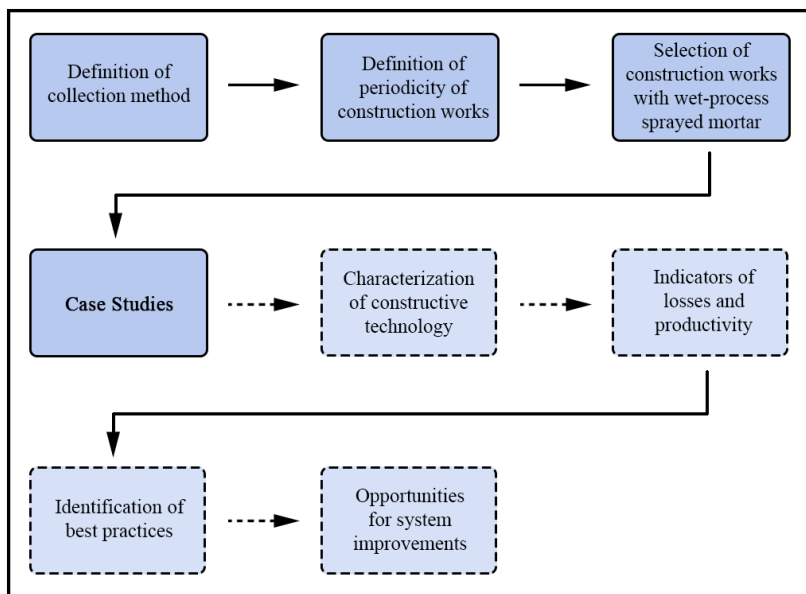 Definition of
collection method
Definition of
periodicity of
construction works
Selection of
construction works
with wet-process
sprayed mortar
Case Studies
Characterization
of constructive
technology
Indicators of
losses and
productivity
Identification of
best practices
Opportunities
for system
improvements